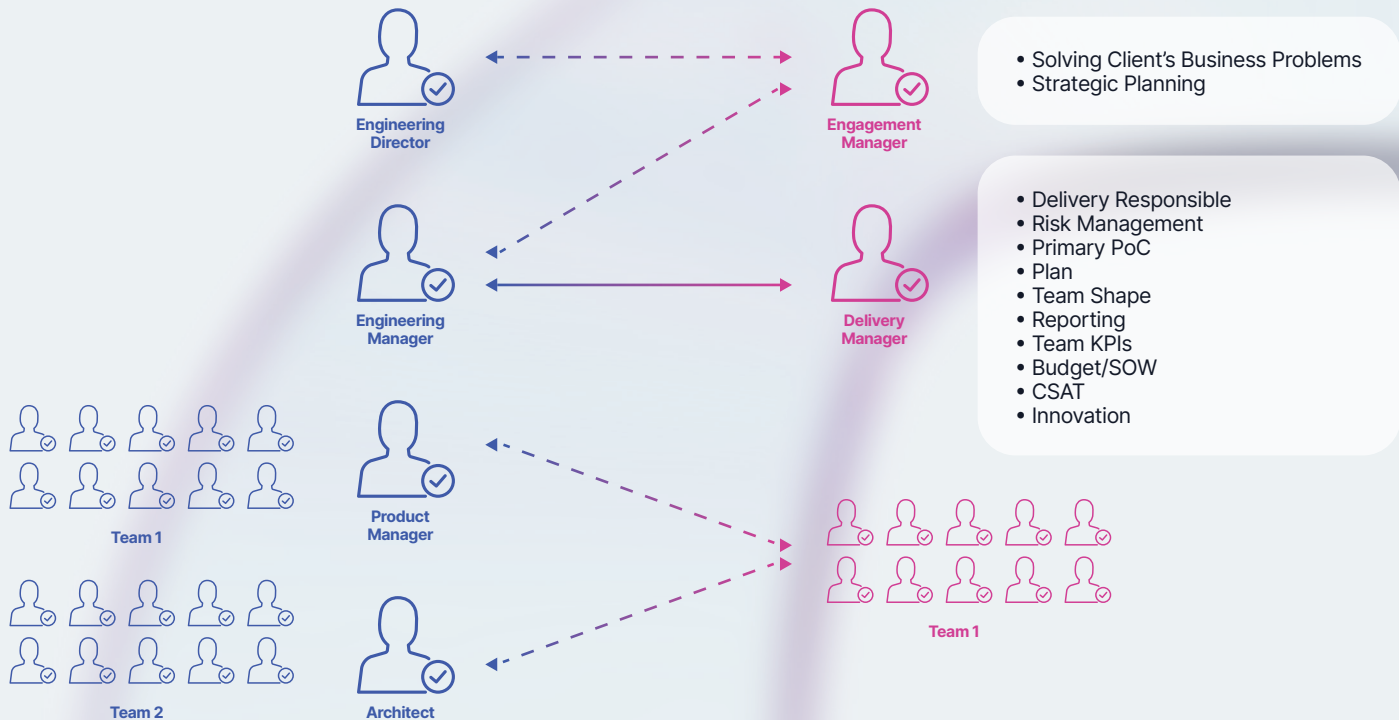 Engineering
Director
Engagement
Manager
• Solving Client's Business Problems
• Strategic Planning
Engineering
Manager
Delivery
Manager
• Delivery Responsible
• Risk Management
• Primary PoC
• Plan
• Team Shape
• Reporting
• Team KPIs
• Budget/SOW
• CSAT
• Innovation
Team 1
Product
Manager
Team 1
Team 2
Architect